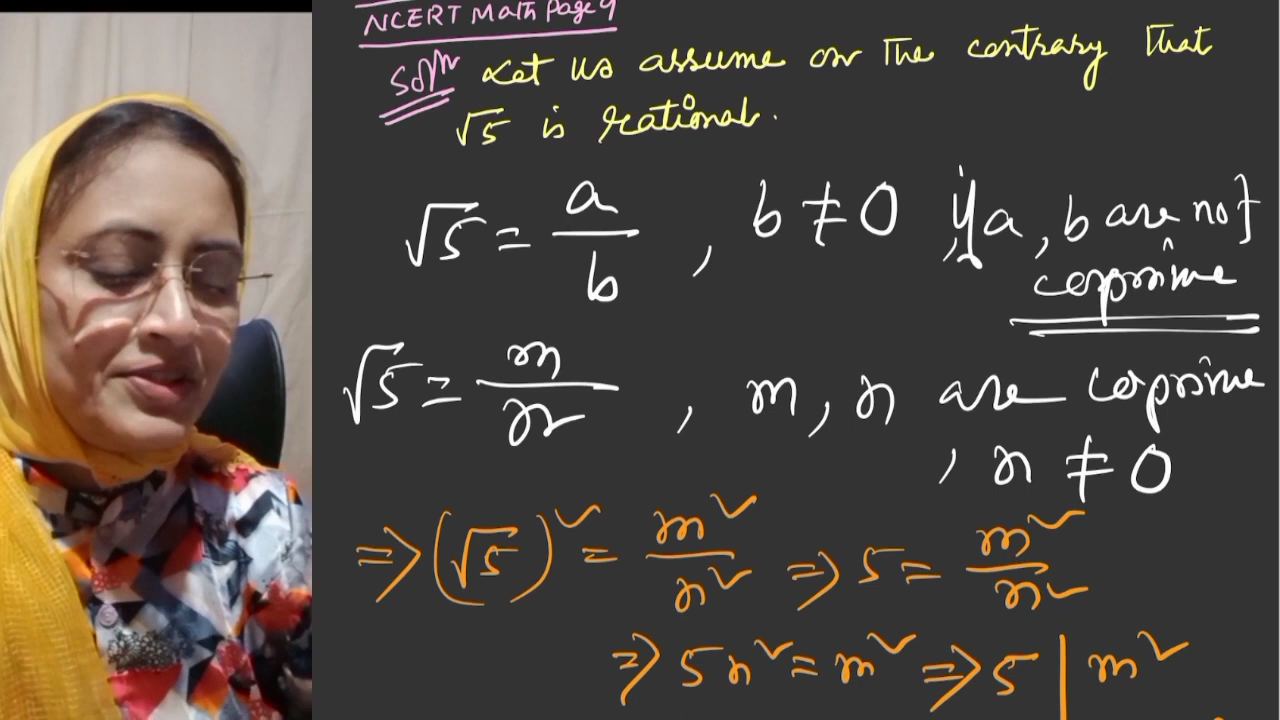 NCERT Math Page 9
Soln Let us assume on the contrary that
√5 is rational.
√5 = a/b , b ≠ 0 , if a, b are not
coprime
√5 = m/n , m, n are coprime
, n ≠ 0
=> (√5)² = m²/n² => 5 = m²/n²
=> 5n² = m² => 5 | m²